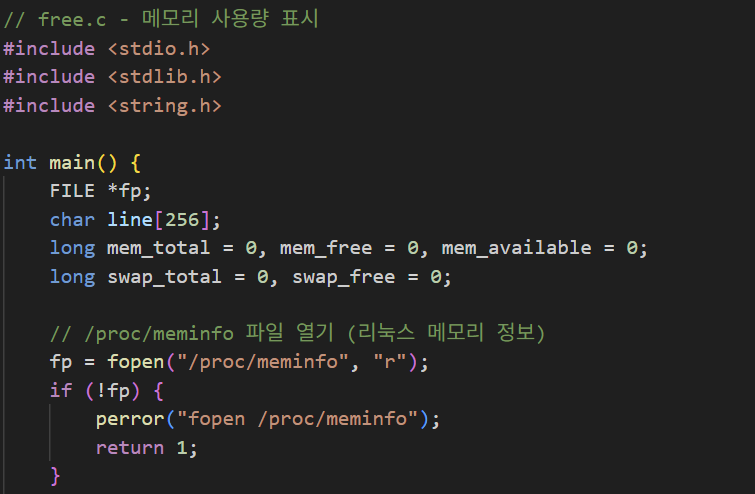 // free.c - 메모리 사용량 표시
#include <stdio.h>
#include <stdlib.h>
#include <string.h>

int main() {
    FILE *fp;
    char line[256];
    long mem_total = 0, mem_free = 0, mem_available = 0;
    long swap_total = 0, swap_free = 0;

    // /proc/meminfo 파일 열기 (리눅스 메모리 정보)
    fp = fopen("/proc/meminfo", "r");
    if (!fp) {
        perror("fopen /proc/meminfo");
        return 1;
    }